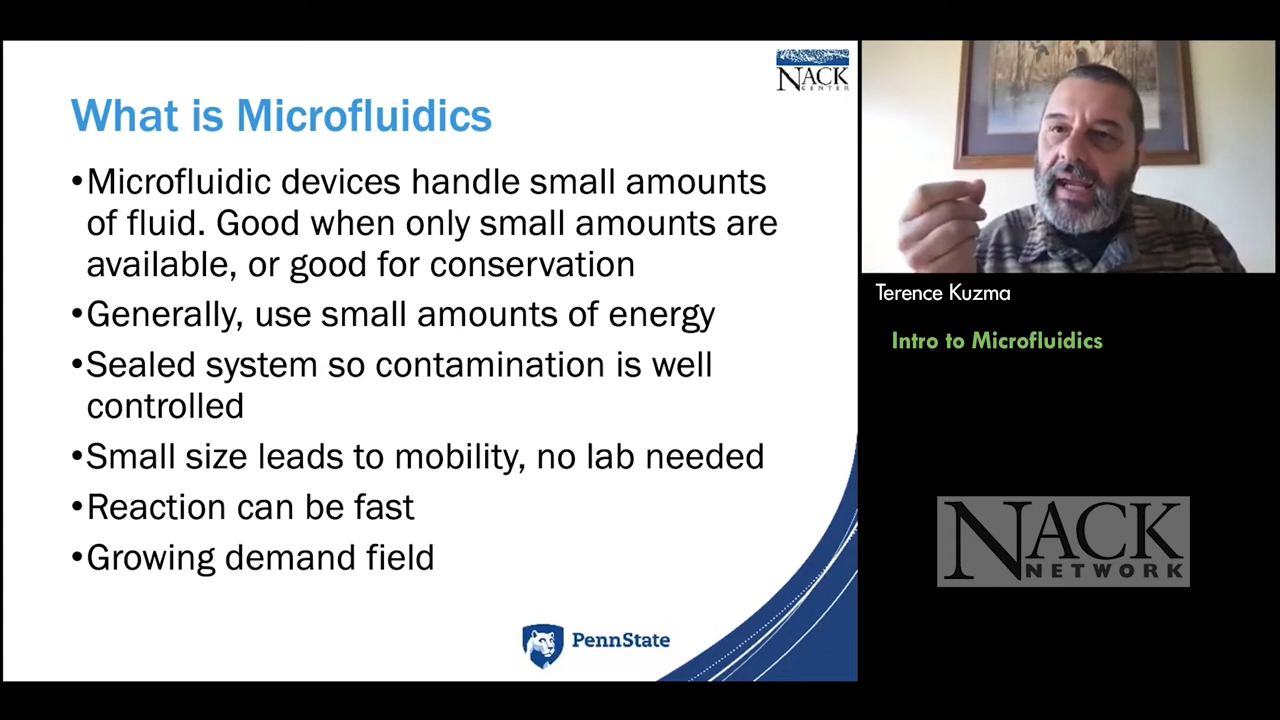 NACK
CENTER
What is Microfluidics
•Microfluidic devices handle small amounts
of fluid. Good when only small amounts are
available, or good for conservation
•Generally, use small amounts of energy
•Sealed system so contamination is well
controlled
•Small size leads to mobility, no lab needed
•Reaction can be fast
•Growing demand field
PennState
Terence Kuzma
Intro to Microfluidics
NACK
NETWORK